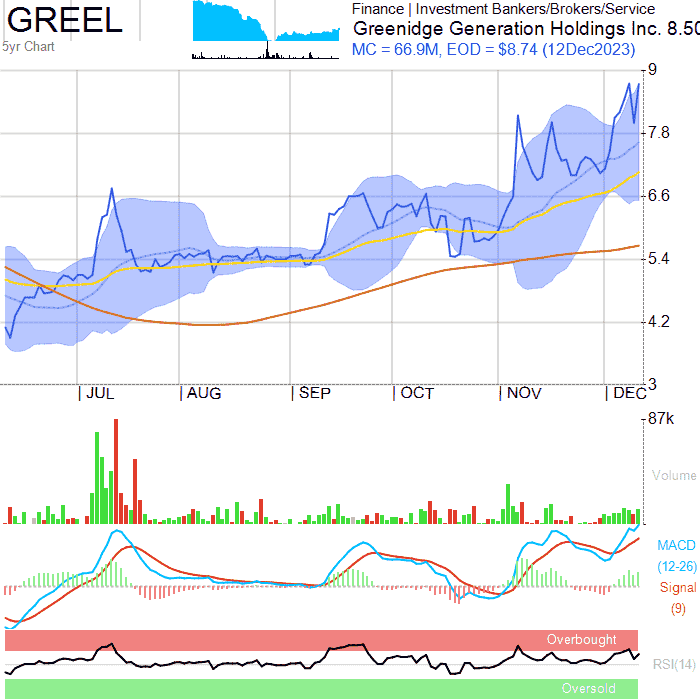 GREEL
Finance | Investment Bankers/Brokers/Service
Greenidge Generation Holdings Inc. 8.50
5yr Chart
MC = 66.9M, EOD = $8.74 (12Dec2023)
9
7.8
6.6
5.4
4.2
3
| JUL | AUG | SEP | OCT | NOV | DEC
87k
Volume
MACD
(12-26)
Signal
(9)
Overbought
RSI(14)
Oversold